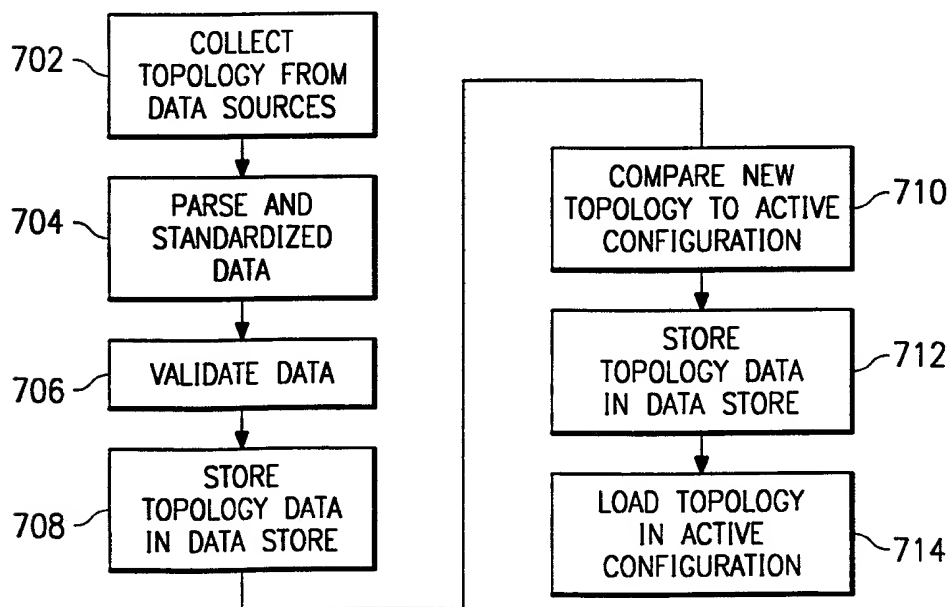 702
COLLECT
TOPOLOGY FROM
DATA SOURCES
704
PARSE AND
STANDARDIZED
DATA
706
VALIDATE DATA
708
STORE
TOPOLOGY DATA
IN DATA STORE
COMPARE NEW
TOPOLOGY TO ACTIVE
CONFIGURATION
710
STORE
TOPOLOGY DATA
IN DATA STORE
712
LOAD TOPOLOGY
IN ACTIVE
CONFIGURATION
714